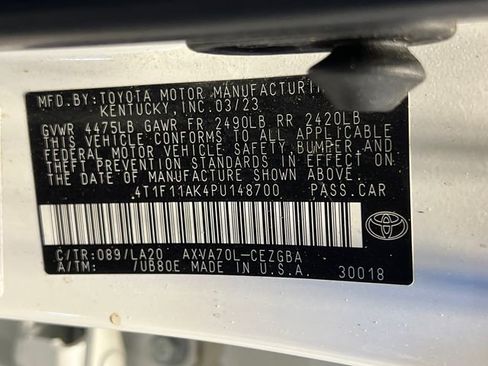 MFD.BY: TOYOTA MOTOR MANUFACTURI
KENTUCKY, INC. 03/23
GVWR 4475LB GAWR FR 2490LB RR 2420LB
THIS VEHICLE CONFORMS TO ALL APPLICABLE
FEDERAL MOTOR VEHICLE SAFETY, BUMPER, AND
THEFT PREVENTION STANDARDS IN EFFECT ON
THE DATE OF MANUFACTURE SHOWN ABOVE.
4T1F11AK4PU148700 PASS.CAR
C/TR: 089/LA20 AXVA70L-CEZGBA
A/TM: /UB80E MADE IN U.S.A. 30018